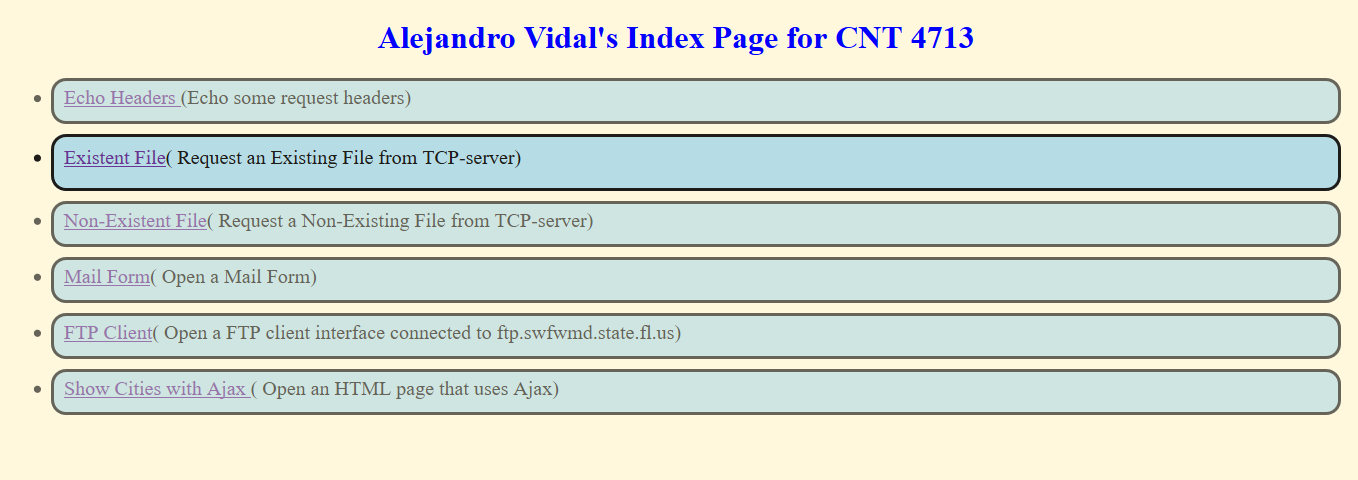 Alejandro Vidal's Index Page for CNT 4713
Echo Headers (Echo some request headers)
Existent File( Request an Existing File from TCP-server)
Non-Existent File( Request a Non-Existing File from TCP-server)
Mail Form( Open a Mail Form)
FTP Client( Open a FTP client interface connected to ftp.swfwmd.state.fl.us)
Show Cities with Ajax ( Open an HTML page that uses Ajax)